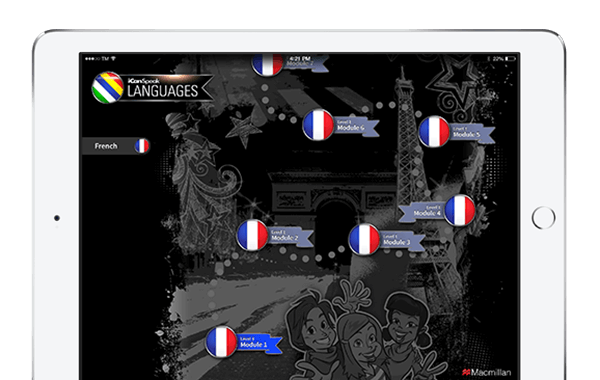 TM
4:21 PM
22%
Module 7
iCanSpeak
LANGUAGES
Level 1
Module 6
Level 1
Module 5
French
Level 1
Module 4
Level 1
Module 2
Level 1
Module 3
Level 1
Module 1
Macmillan